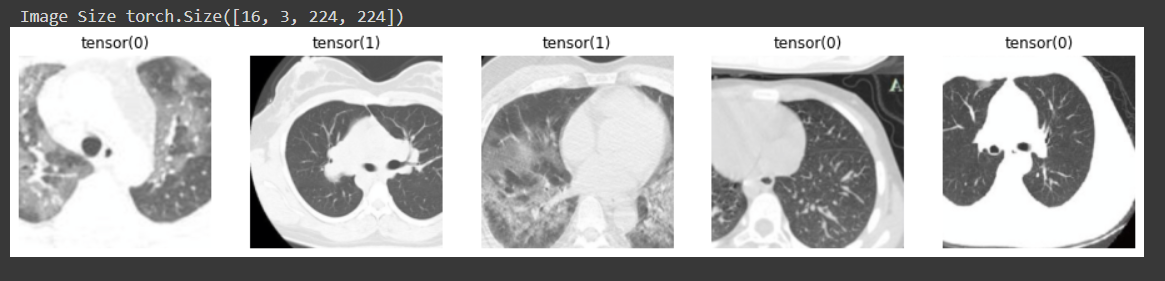 Image Size torch.Size([16, 3, 224, 224])
tensor(0) tensor(1) tensor(1) tensor(0) tensor(0)
A